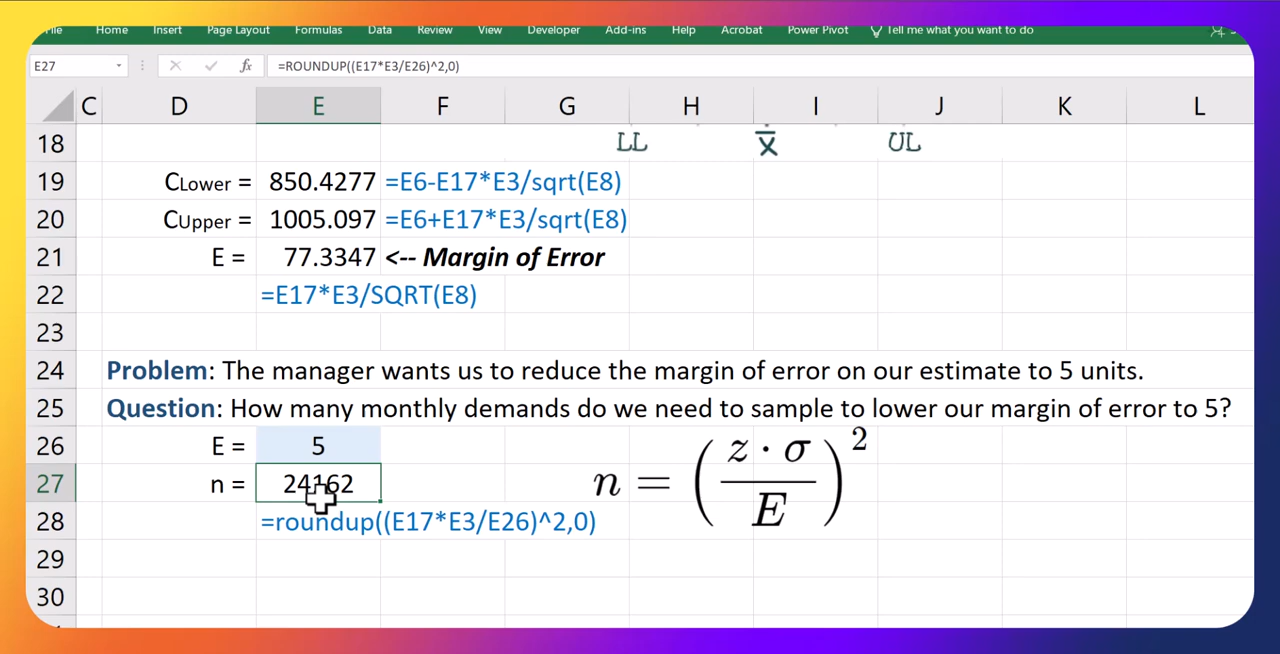 File Home Insert Page Layout Formulas Data Review View Developer Add-ins Help Acrobat Power Pivot Tell me what you want to do
E27 fx =ROUNDUP((E17*E3/E26)^2,0)
C D E F G H I J K L
18 LL x̄ UL
19 CLower = 850.4277 =E6-E17*E3/sqrt(E8)
20 CUpper = 1005.097 =E6+E17*E3/sqrt(E8)
21 E = 77.3347 <-- Margin of Error
22 =E17*E3/SQRT(E8)
23
24 Problem: The manager wants us to reduce the margin of error on our estimate to 5 units.
25 Question: How many monthly demands do we need to sample to lower our margin of error to 5?
26 E = 5
27 n = 24162 n = (z · σ / E)²
28 =roundup((E17*E3/E26)^2,0)
29
30